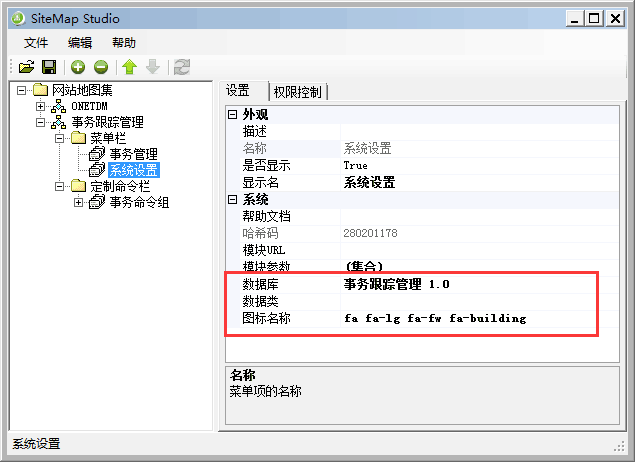 SiteMap Studio
文件 编辑 帮助
网站地图集
ONETDM
事务跟踪管理
菜单栏
事务管理
系统设置
定制命令栏
事务命令组
设置 权限控制
外观
描述
名称 系统设置
是否显示 True
显示名 系统设置
系统
帮助文档
哈希码 280201178
模块URL
模块参数 (集合)
数据库 事务跟踪管理 1.0
数据类
图标名称 fa fa-lg fa-fw fa-building
名称
菜单项的名称
系统设置